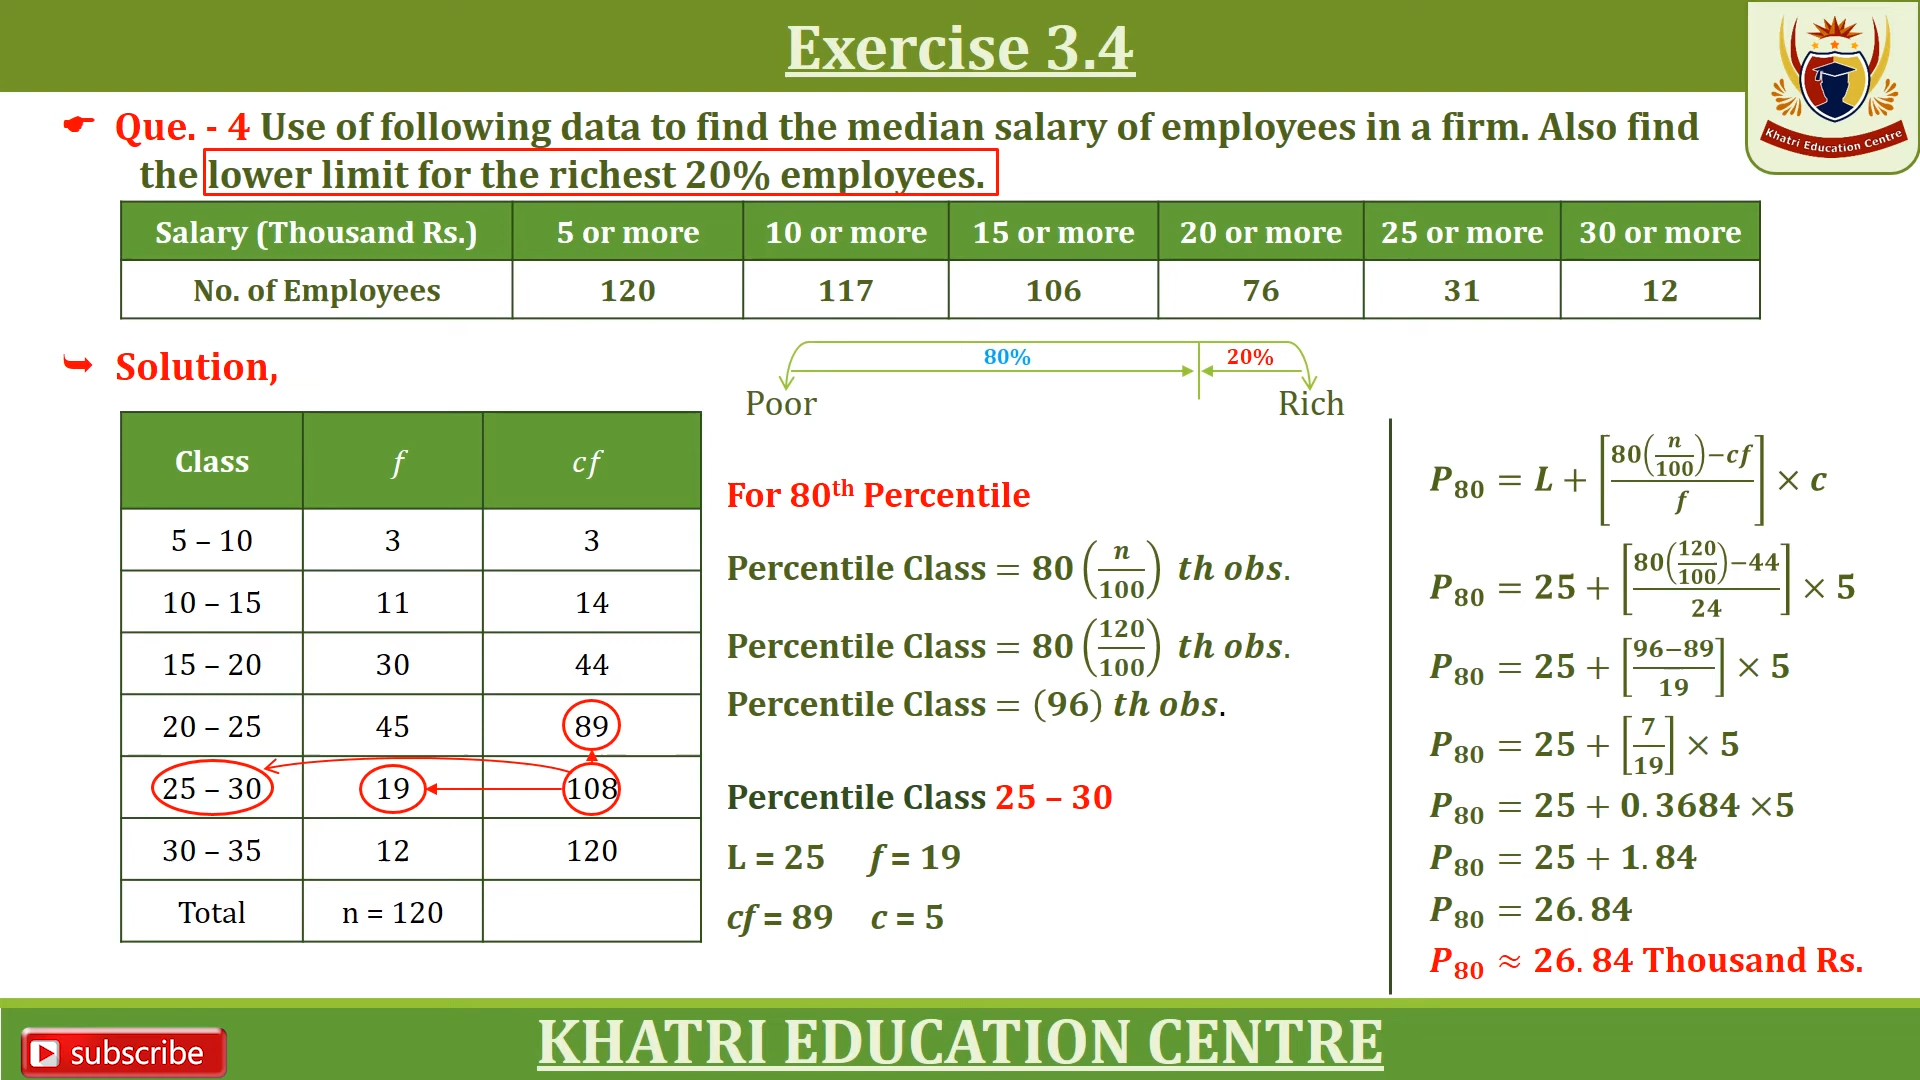 Exercise 3.4
Khatri Education Centre
☛ Que. - 4 Use of following data to find the median salary of employees in a firm. Also find
the lower limit for the richest 20% employees.
Salary (Thousand Rs.) 5 or more 10 or more 15 or more 20 or more 25 or more 30 or more
No. of Employees 120 117 106 76 31 12
➥ Solution,
80% 20%
Poor Rich
Class f cf
5 – 10 3 3
10 – 15 11 14
15 – 20 30 44
20 – 25 45 89
25 – 30 19 108
30 – 35 12 120
Total n = 120
For 80th Percentile
Percentile Class = 80 (n/100) th obs.
Percentile Class = 80 (120/100) th obs.
Percentile Class = (96) th obs.
Percentile Class 25 – 30
L = 25 f = 19
cf = 89 c = 5
P80 = L + [(80(n/100)−cf)/f] × c
P80 = 25 + [(80(120/100)−44)/24] × 5
P80 = 25 + [(96−89)/19] × 5
P80 = 25 + [7/19] × 5
P80 = 25 + 0.3684 ×5
P80 = 25 + 1.84
P80 = 26.84
P80 ≈ 26.84 Thousand Rs.
subscribe
KHATRI EDUCATION CENTRE